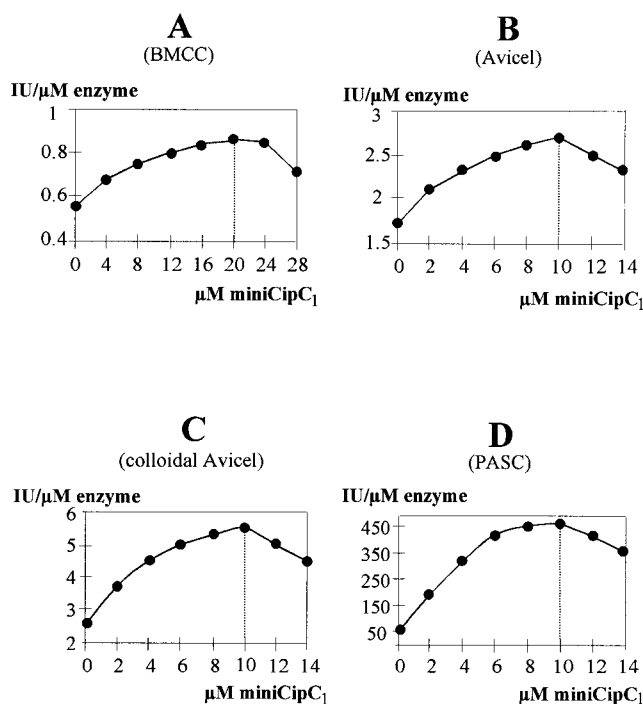 A
(BMCC)
IU/µM enzyme
1
0.8
0.6
0.4
0 4 8 12 16 20 24 28
µM miniCipC1
B
(Avicel)
IU/µM enzyme
3
2.5
2
1.5
0 2 4 6 8 10 12 14
µM miniCipC1
C
(colloidal Avicel)
IU/µM enzyme
6
5
4
3
2
0 2 4 6 8 10 12 14
µM miniCipC1
D
(PASC)
IU/µM enzyme
450
350
250
150
50
0 2 4 6 8 10 12 14
µM miniCipC1